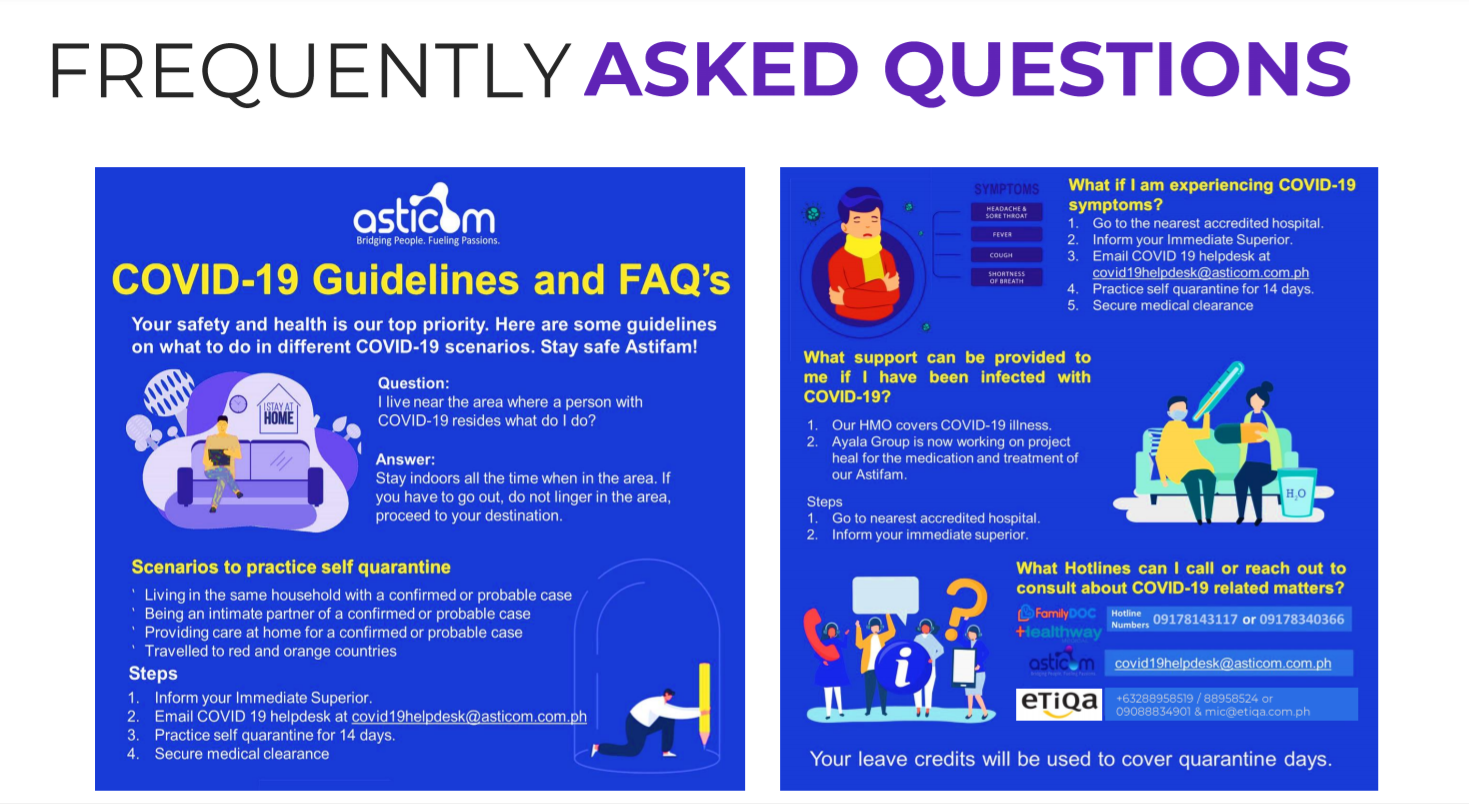 FREQUENTLY ASKED QUESTIONS
asticom
Bridging People. Fueling Passions.
COVID-19 Guidelines and FAQ's
Your safety and health is our top priority. Here are some guidelines
on what to do in different COVID-19 scenarios. Stay safe Astifam!
I STAY AT
HOME
Question:
I live near the area where a person with
COVID-19 resides what do I do?
Answer:
Stay indoors all the time when in the area. If
you have to go out, do not linger in the area,
proceed to your destination.
Scenarios to practice self quarantine
` Living in the same household with a confirmed or probable case
` Being an intimate partner of a confirmed or probable case
` Providing care at home for a confirmed or probable case
` Travelled to red and orange countries
Steps
1. Inform your Immediate Superior.
2. Email COVID 19 helpdesk at covid19helpdesk@asticom.com.ph
3. Practice self quarantine for 14 days.
4. Secure medical clearance
SYMPTOMS
HEADACHE &
SORE THROAT
FEVER
COUGH
SHORTNESS
OF BREATH
What if I am experiencing COVID-19
symptoms?
1. Go to the nearest accredited hospital.
2. Inform your Immediate Superior.
3. Email COVID 19 helpdesk at
covid19helpdesk@asticom.com.ph
4. Practice self quarantine for 14 days.
5. Secure medical clearance
What support can be provided to
me if I have been infected with
COVID-19?
1. Our HMO covers COVID-19 illness.
2. Ayala Group is now working on project
heal for the medication and treatment of
our Astifam.
Steps
1. Go to nearest accredited hospital.
2. Inform your immediate superior.
H2O
What Hotlines can I call or reach out to
consult about COVID-19 related matters?
FamilyDOC
+Healthway
Hotline
Numbers 09178143117 or 09178340366
i
asticom
covid19helpdesk@asticom.com.ph
eTiQa
+63288958519 / 88958524 or
09088834901 & mic@etiqa.com.ph
Your leave credits will be used to cover quarantine days.